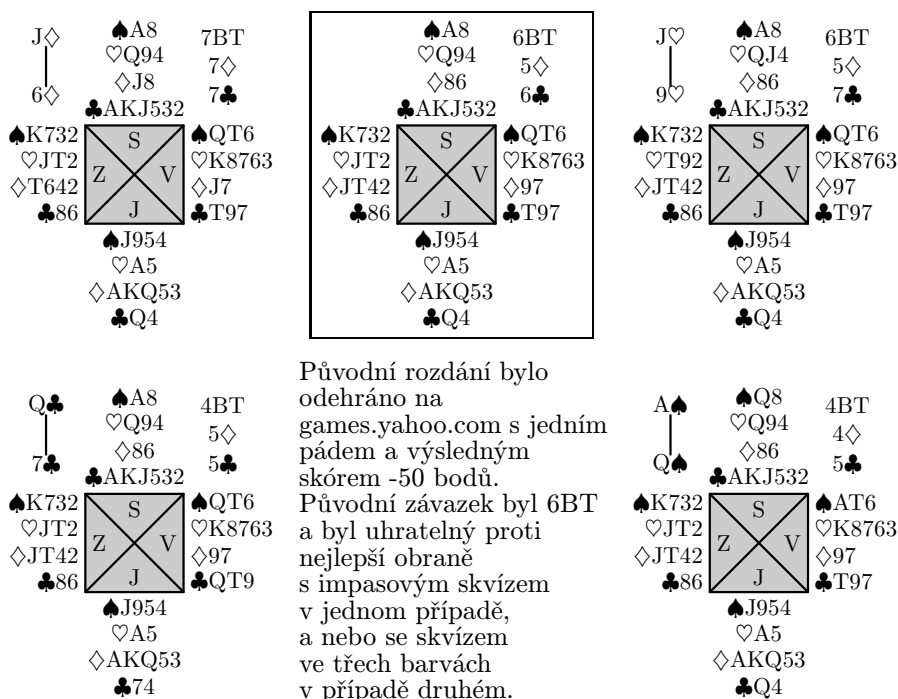 J♢
6♢
♠A8
♡Q94
♢J8
♣AKJ532
7BT
7♢
7♣
♠K732
♡JT2
♢T642
♣86
S
Z V
J
♠QT6
♡K8763
♢J7
♣T97
♠J954
♡A5
♢AKQ53
♣Q4
♠A8
♡Q94
♢86
♣AKJ532
6BT
5♢
6♣
♠K732
♡JT2
♢JT42
♣86
S
Z V
J
♠QT6
♡K8763
♢97
♣T97
♠J954
♡A5
♢AKQ53
♣Q4
J♡
9♡
♠A8
♡QJ4
♢86
♣AKJ532
6BT
5♢
7♣
♠K732
♡T92
♢JT42
♣86
S
Z V
J
♠QT6
♡K8763
♢97
♣T97
♠J954
♡A5
♢AKQ53
♣Q4
Q♣
7♣
♠A8
♡Q94
♢86
♣AKJ532
4BT
5♢
5♣
♠K732
♡JT2
♢JT42
♣86
S
Z V
J
♠QT6
♡K8763
♢97
♣QT9
♠J954
♡A5
♢AKQ53
♣74
Původní rozdání bylo
odehráno na
games.yahoo.com s jedním
pádem a výsledným
skórem -50 bodů.
Původní závazek byl 6BT
a byl uhratelný proti
nejlepší obraně
s impasovým skvízem
v jednom případě,
a nebo se skvízem
ve třech barvách
v případě druhém.
A♠
Q♠
♠Q8
♡Q94
♢86
♣AKJ532
4BT
4♢
5♣
♠K732
♡JT2
♢JT42
♣86
S
Z V
J
♠AT6
♡K8763
♢97
♣T97
♠J954
♡A5
♢AKQ53
♣Q4